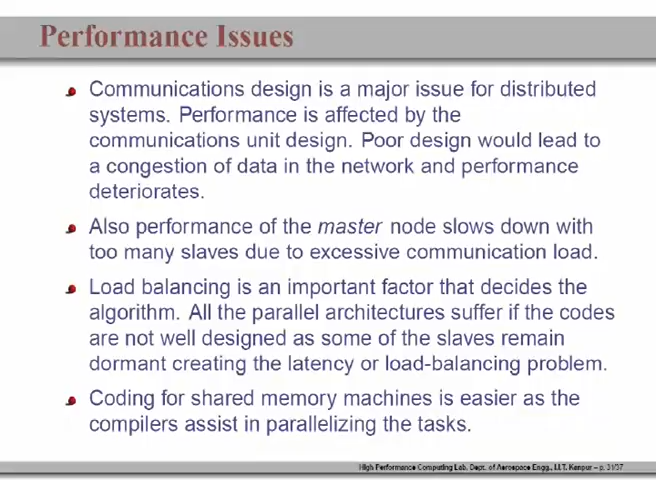 Performance Issues
Communications design is a major issue for distributed
systems. Performance is affected by the
communications unit design. Poor design would lead to
a congestion of data in the network and performance
deteriorates.
Also performance of the master node slows down with
too many slaves due to excessive communication load.
Load balancing is an important factor that decides the
algorithm. All the parallel architectures suffer if the codes
are not well designed as some of the slaves remain
dormant creating the latency or load-balancing problem.
Coding for shared memory machines is easier as the
compilers assist in parallelizing the tasks.
High Performance Computing Lab. Dept. of Aerospace Engg., I.I.T. Kanpur – p. 31/37